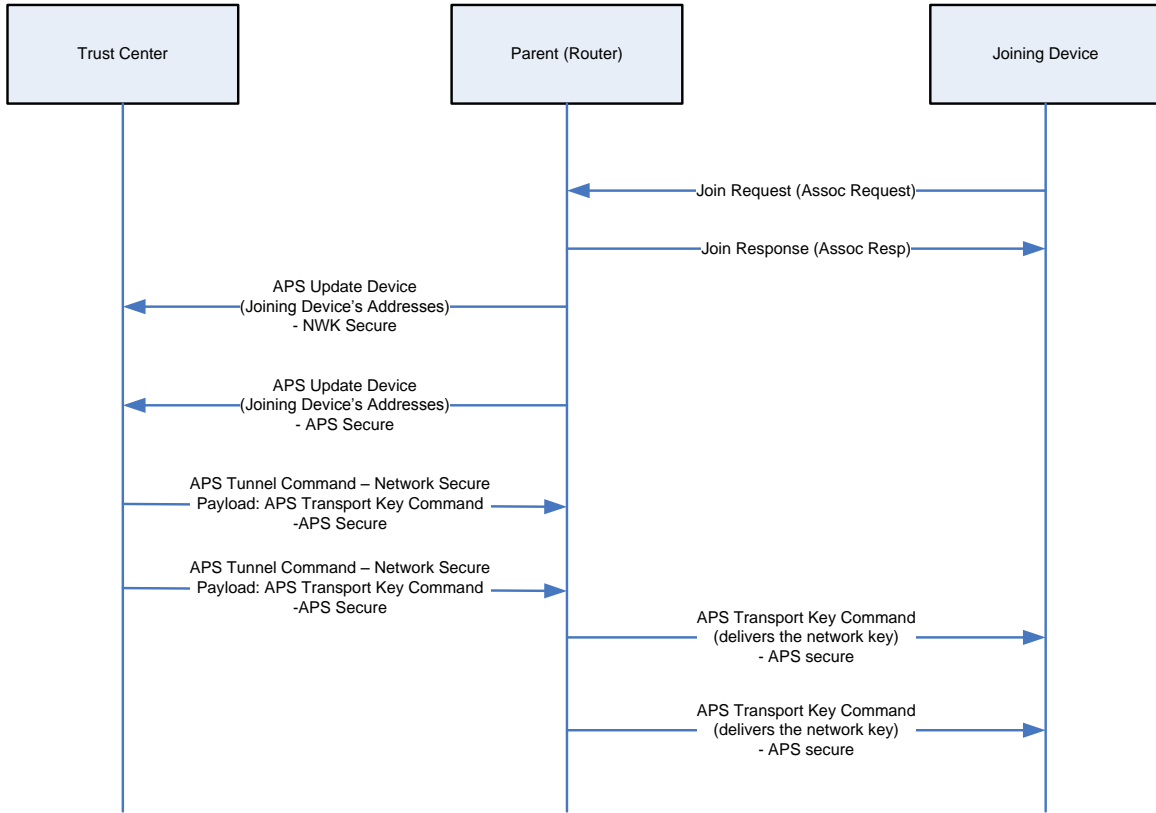 Trust Center
Parent (Router)
Joining Device
Join Request (Assoc Request)
Join Response (Assoc Resp)
APS Update Device
(Joining Device’s Addresses)
- NWK Secure
APS Update Device
(Joining Device’s Addresses)
- APS Secure
APS Tunnel Command – Network Secure
Payload: APS Transport Key Command
-APS Secure
APS Tunnel Command – Network Secure
Payload: APS Transport Key Command
-APS Secure
APS Transport Key Command
(delivers the network key)
- APS secure
APS Transport Key Command
(delivers the network key)
- APS secure